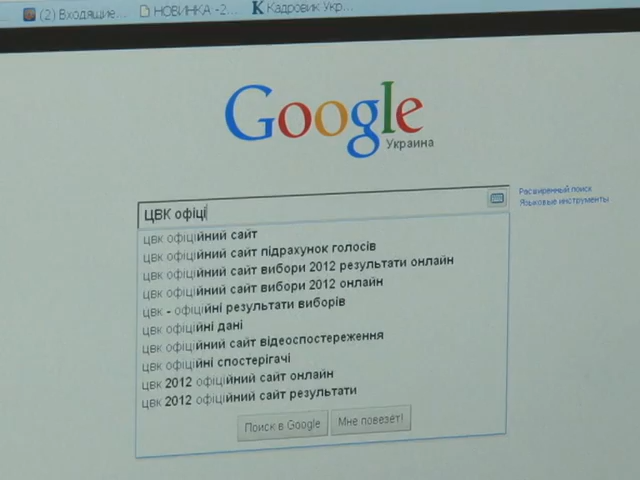 (2) Входящие...
НОВИНКА -2...
Кадровик Укр...
Google
Украина
ЦВК офіці
Расширенный поиск
Языковые инструменты
цвк офіційний сайт
цвк офіційний сайт підрахунок голосів
цвк офіційний сайт вибори 2012 результати онлайн
цвк офіційний сайт вибори 2012 онлайн
цвк - офіційні результати виборів
цвк офіційні дані
цвк офіційний сайт відеоспостереження
цвк офіційні спостерігачі
цвк 2012 офіційний сайт онлайн
цвк 2012 офіційний сайт результати
Поиск в Google
Мне повезёт!